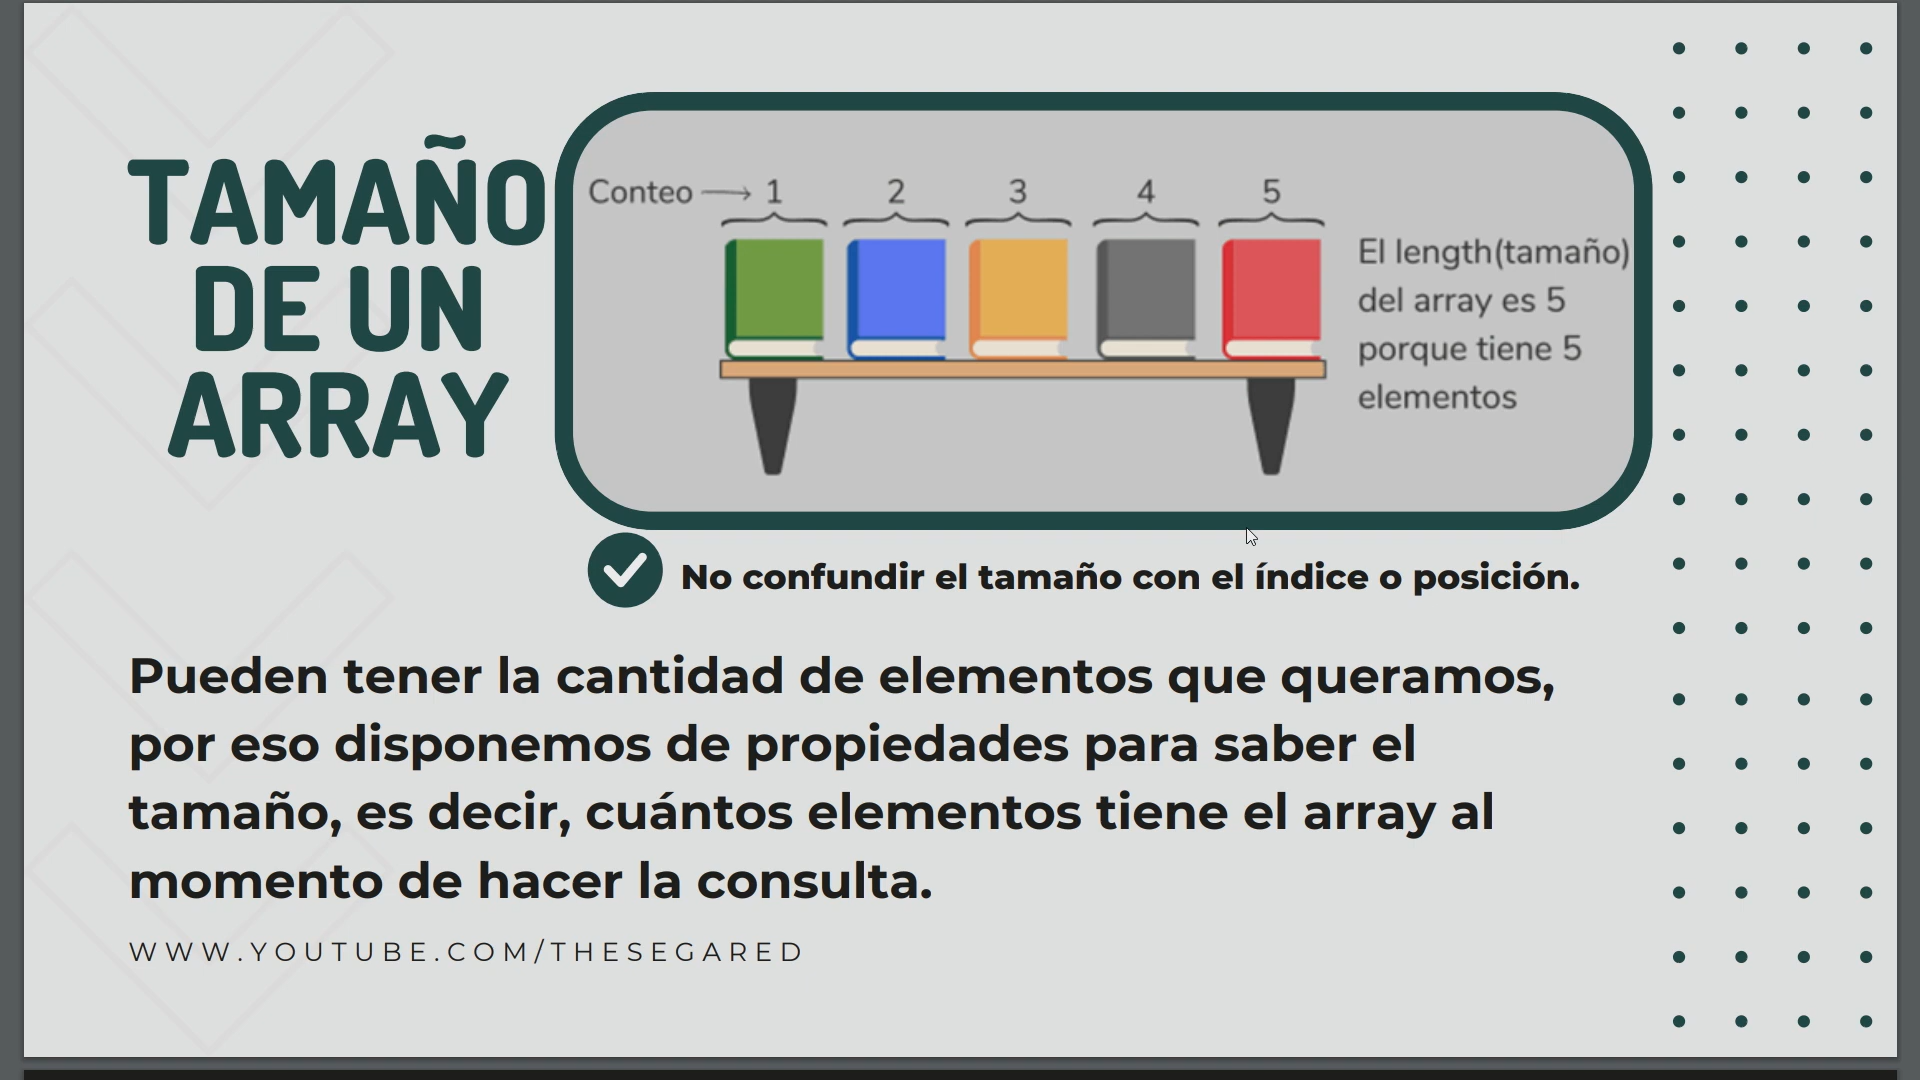 TAMAÑO
DE UN
ARRAY
Conteo → 1 2 3 4 5
El length(tamaño)
del array es 5
porque tiene 5
elementos
No confundir el tamaño con el índice o posición.
Pueden tener la cantidad de elementos que queramos,
por eso disponemos de propiedades para saber el
tamaño, es decir, cuántos elementos tiene el array al
momento de hacer la consulta.
WWW.YOUTUBE.COM/THESEGARED